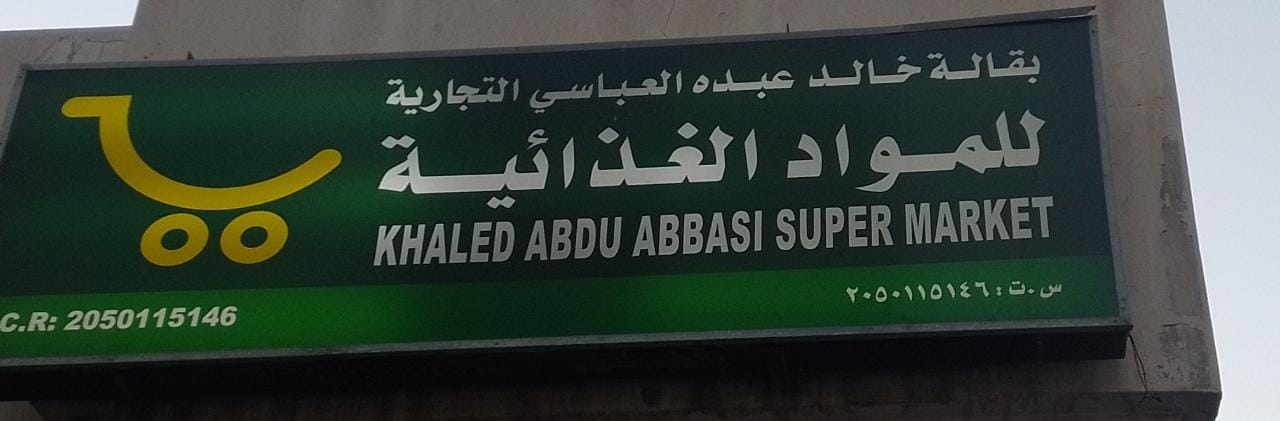 بقالة خالد عبده العباسي التجارية
للمواد الغذائية
KHALED ABDU ABBASI SUPER MARKET
س.ت: ٢٠٥٠١١٥١٤٦
C.R: 2050115146